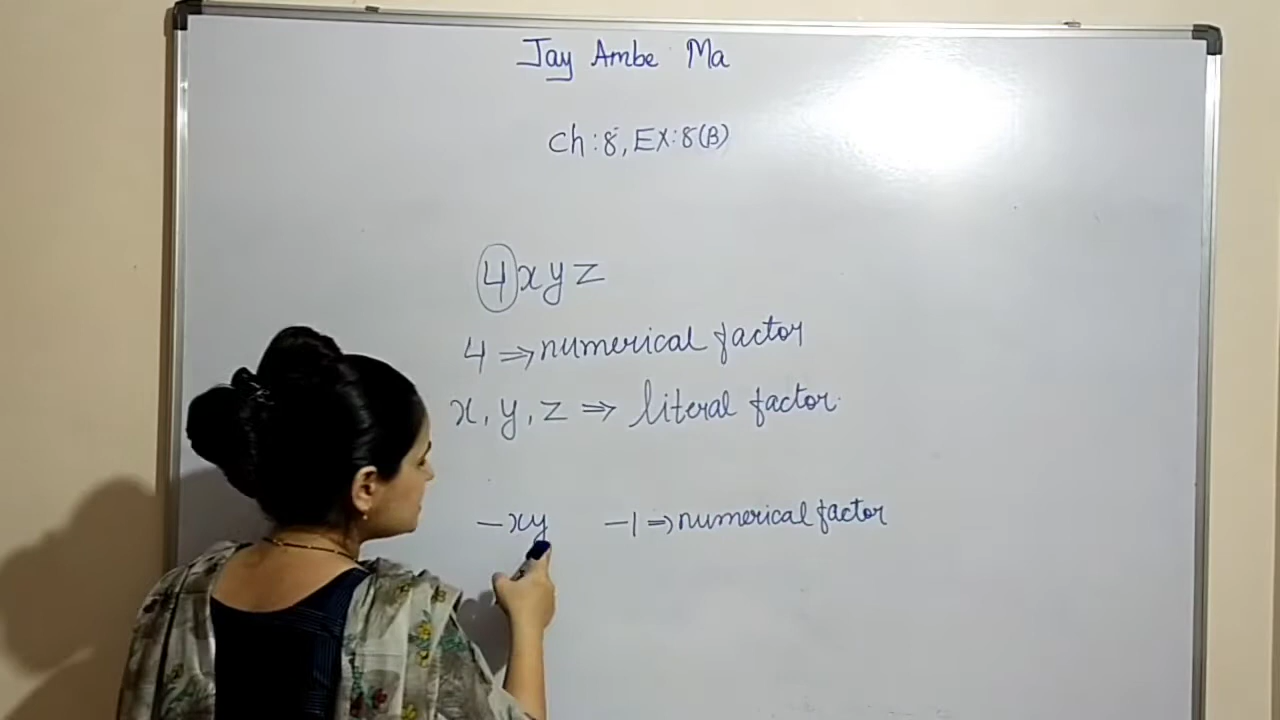 Jay Ambe Ma
Ch:8, EX:8(B)
4xyz
4 ⇒ numerical factor
x, y, z ⇒ literal factor.
-xy -1 ⇒ numerical factor